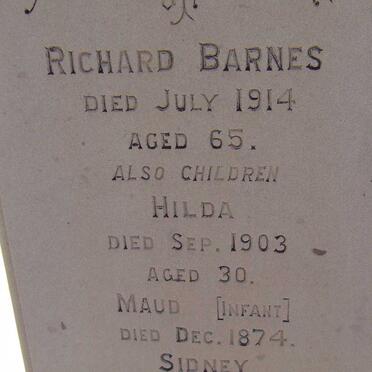 RICHARD BARNES
DIED JULY 1914
AGED 65.
ALSO CHILDREN
HILDA
DIED SEP. 1903
AGED 30.
MAUD [INFANT]
DIED DEC. 1874.
SIDNEY